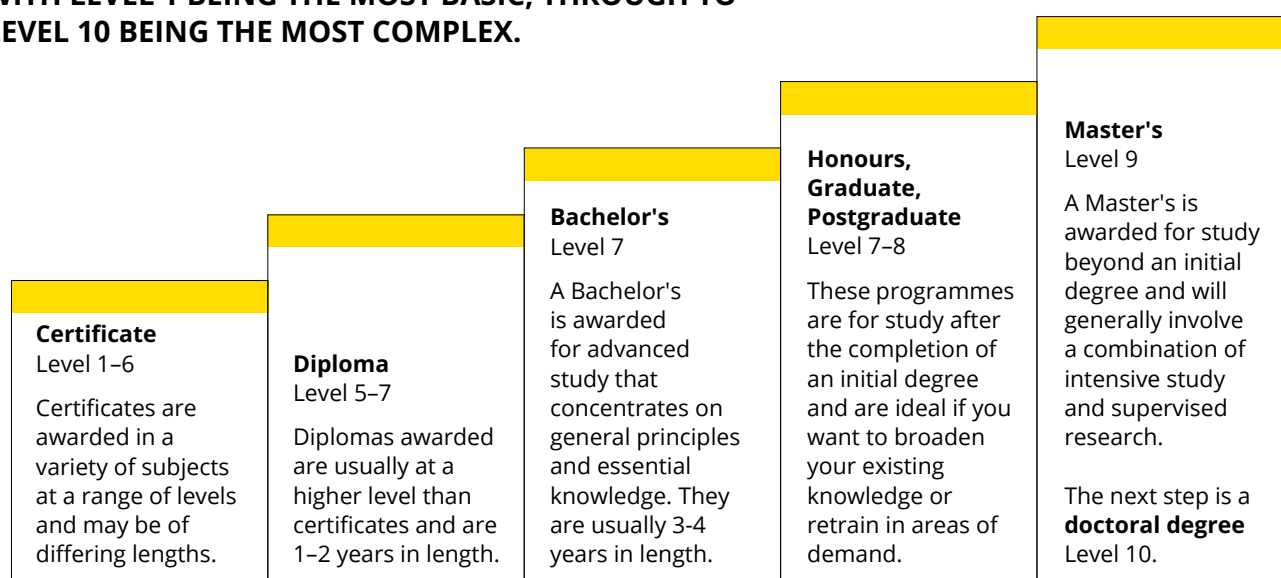 LEVEL 10 BEING THE MOST COMPLEX.
Certificate
Level 1–6
Certificates are
awarded in a
variety of subjects
at a range of levels
and may be of
differing lengths.
Diploma
Level 5–7
Diplomas awarded
are usually at a
higher level than
certificates and are
1–2 years in length.
Bachelor's
Level 7
A Bachelor's
is awarded
for advanced
study that
concentrates on
general principles
and essential
knowledge. They
are usually 3-4
years in length.
Honours,
Graduate,
Postgraduate
Level 7–8
These programmes
are for study after
the completion of
an initial degree
and are ideal if you
want to broaden
your existing
knowledge or
retrain in areas of
demand.
Master's
Level 9
A Master's is
awarded for study
beyond an initial
degree and will
generally involve
a combination of
intensive study
and supervised
research.
The next step is a
doctoral degree
Level 10.